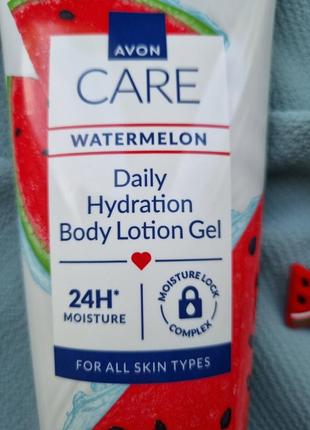 AVON
CARE
WATERMELON
Daily
Hydration
Body Lotion Gel
24H*
MOISTURE
MOISTURE LOCK
COMPLEX
FOR ALL SKIN TYPES